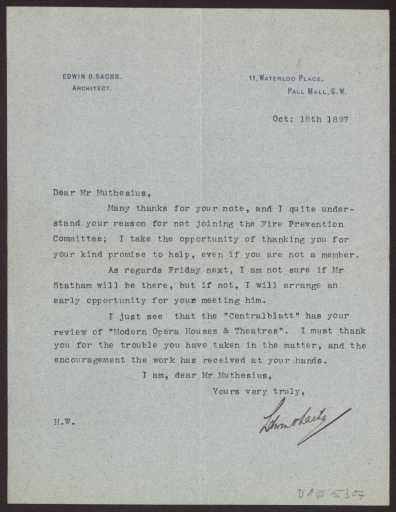 EDWIN O. SACHS.
ARCHITECT.
11, WATERLOO PLACE,
PALL MALL, S.W.
Oct: 18th 1897
Dear Mr Muthesius,
Many thanks for your note, and I quite under-
stand your reason for not joining the Fire Prevention
Committee; I take the opportunity of thanking you for
your kind promise to help, even if you are not a member.
As regards Friday next, I am not sure if Mr
Statham will be there, but if not, I will arrange an
early opportunity for your meeting him.
I just see that the "Centralblatt" has your
review of "Modern Opera Houses & Theatres". I must thank
you for the trouble you have taken in the matter, and the
encouragement the work has received at your hands.
I am, dear Mr Muthesius,
Yours very truly,
H.W.